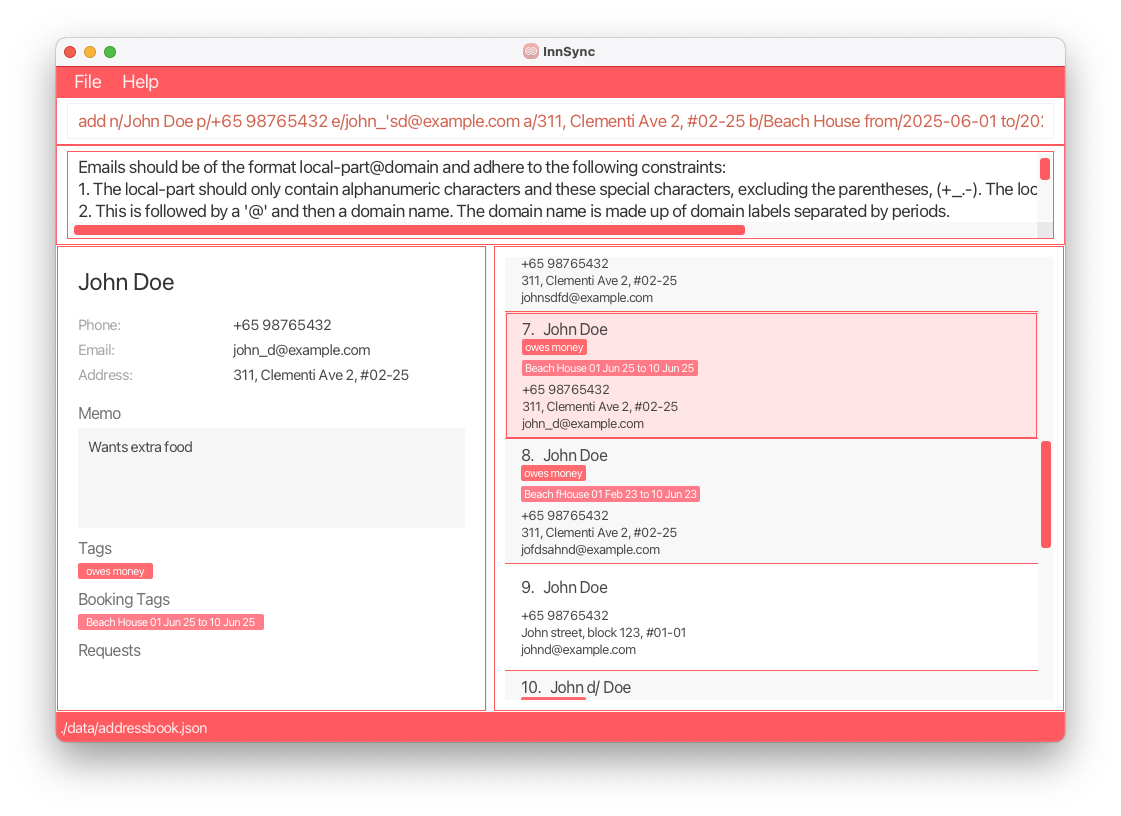 InnSync
File Help
add n/John Doe p/+65 98765432 e/john_'sd@example.com a/311, Clementi Ave 2, #02-25 b/Beach House from/2025-06-01 to/202
Emails should be of the format local-part@domain and adhere to the following constraints:
1. The local-part should only contain alphanumeric characters and these special characters, excluding the parentheses, (+_.-). The loc
2. This is followed by a '@' and then a domain name. The domain name is made up of domain labels separated by periods.
John Doe
Phone: +65 98765432
Email: john_d@example.com
Address: 311, Clementi Ave 2, #02-25
Memo
Wants extra food
Tags
owes money
Booking Tags
Beach House 01 Jun 25 to 10 Jun 25
Requests
+65 98765432
311, Clementi Ave 2, #02-25
johnsdfd@example.com
7. John Doe
owes money
Beach House 01 Jun 25 to 10 Jun 25
+65 98765432
311, Clementi Ave 2, #02-25
john_d@example.com
8. John Doe
owes money
Beach fHouse 01 Feb 23 to 10 Jun 23
+65 98765432
311, Clementi Ave 2, #02-25
jofdsahnd@example.com
9. John Doe
+65 98765432
John street, block 123, #01-01
johnd@example.com
10. John d/ Doe
./data/addressbook.json